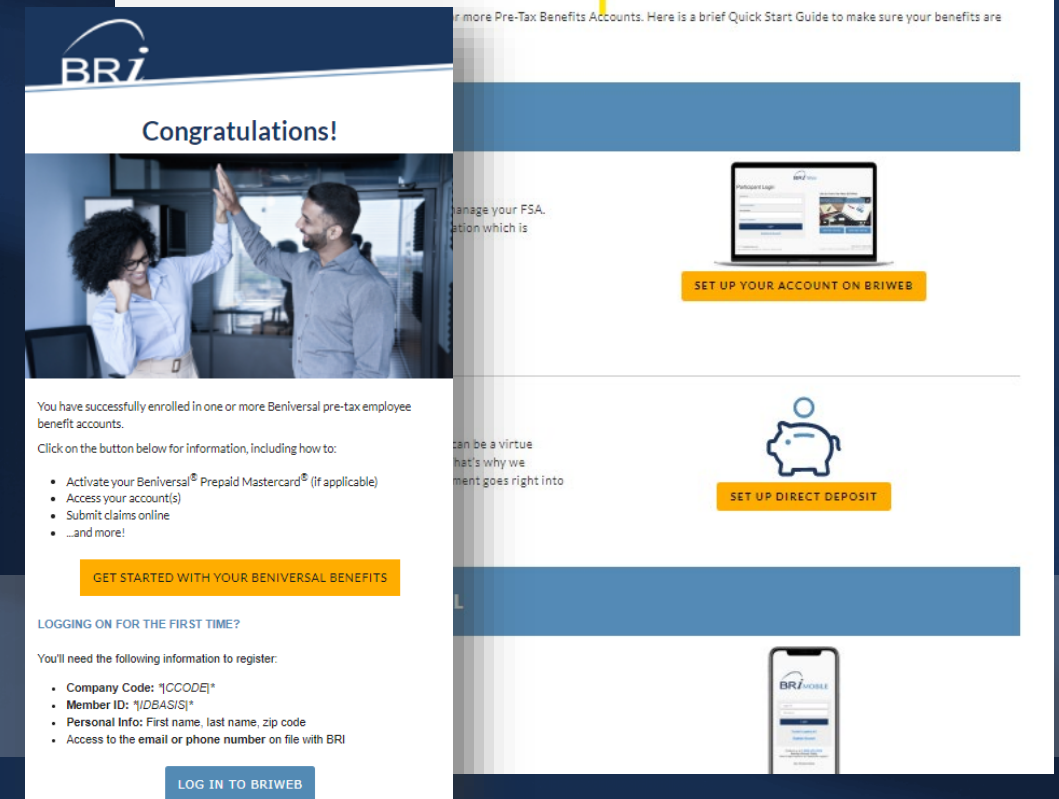 BRi
Congratulations!
You have successfully enrolled in one or more Beniversal pre-tax employee
benefit accounts.
Click on the button below for information, including how to:
• Activate your Beniversal® Prepaid Mastercard® (if applicable)
• Access your account(s)
• Submit claims online
• ...and more!
GET STARTED WITH YOUR BENIVERSAL BENEFITS
LOGGING ON FOR THE FIRST TIME?
You'll need the following information to register:
• Company Code: *|CCODE|*
• Member ID: *|IDBASIS|*
• Personal Info: First name, last name, zip code
• Access to the email or phone number on file with BRI
LOG IN TO BRIWEB
r more Pre-Tax Benefits Accounts. Here is a brief Quick Start Guide to make sure your benefits are
manage your FSA.
ation which is
BRi
Participant Login
SET UP YOUR ACCOUNT ON BRIWEB
can be a virtue
hat's why we
ment goes right into
SET UP DIRECT DEPOSIT
L
BRi MOBILE